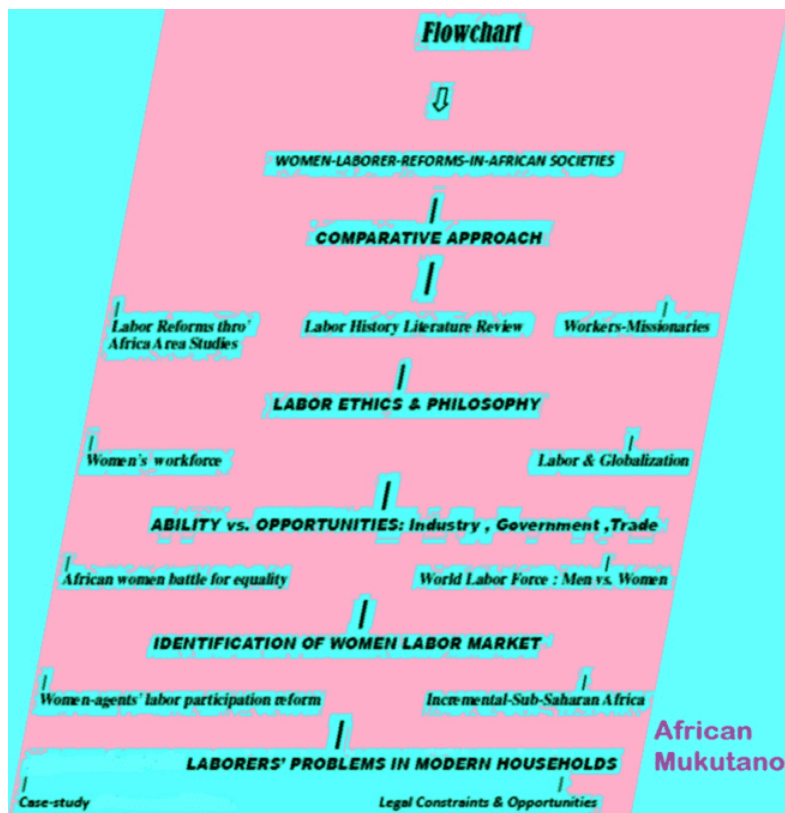 Flowchart
WOMEN-LABORER-REFORMS-IN-AFRICAN SOCIETIES
COMPARATIVE APPROACH
Labor Reforms thro'
Africa Area Studies
Labor History Literature Review
Workers-Missionaries
LABOR ETHICS & PHILOSOPHY
Women's workforce
Labor & Globalization
ABILITY vs. OPPORTUNITIES: Industry , Government ,Trade
African women battle for equality
World Labor Force : Men vs. Women
IDENTIFICATION OF WOMEN LABOR MARKET
Women-agents' labor participation reform
Incremental-Sub-Saharan Africa
African
Mukutano
LABORERS' PROBLEMS IN MODERN HOUSEHOLDS
Case-study
Legal Constraints & Opportunities